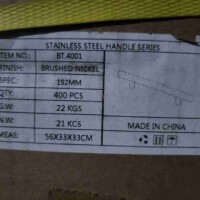 STAINLESS STEEL HANDLE SERIES
ITEM NO. BT.4001
FINISH: BRUSHED NICKEL
SPEC: 192MM
QTY: 400 PCS
G.W: 22 KGS
N.W: 21 KCS
MEAS: 56X33X33CM
MADE IN CHINA